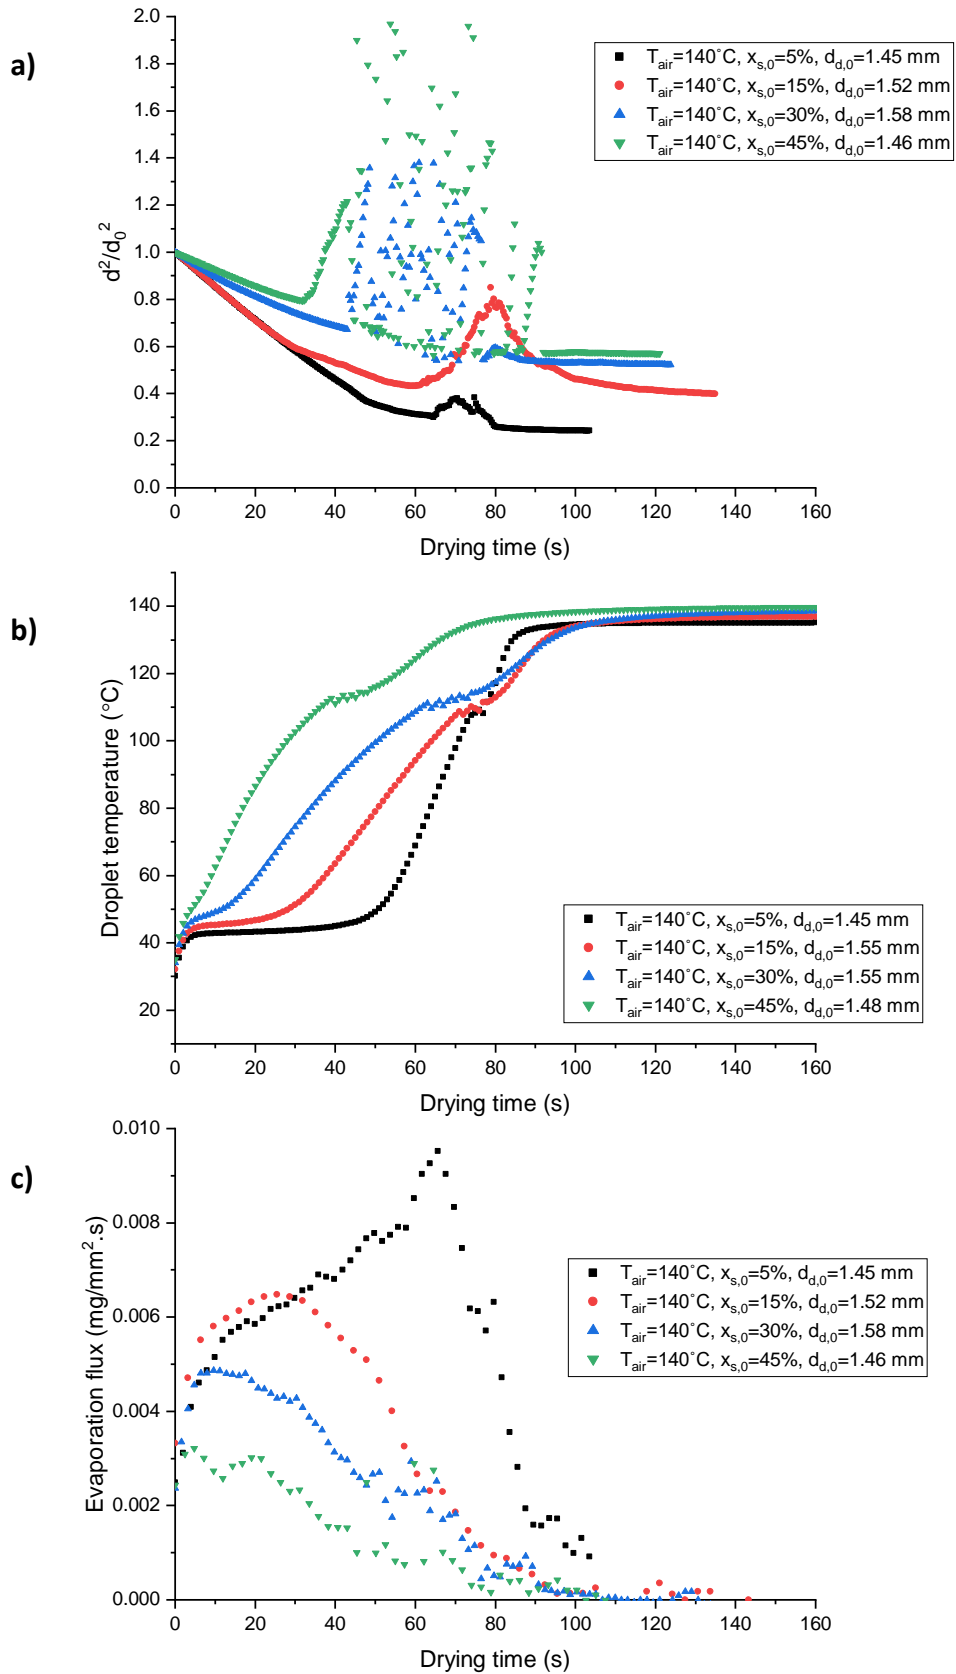 a)
2.0
1.8
1.6
1.4
1.2
1.0
0.8
0.6
0.4
0.2
0.0
d²/d₀²
0 20 40 60 80 100 120 140 160
Drying time (s)
T_air=140˚C, x_s,0=5%, d_d,0=1.45 mm
T_air=140˚C, x_s,0=15%, d_d,0=1.52 mm
T_air=140˚C, x_s,0=30%, d_d,0=1.58 mm
T_air=140˚C, x_s,0=45%, d_d,0=1.46 mm
b)
140
120
100
80
60
40
20
Droplet temperature (°C)
0 20 40 60 80 100 120 140 160
Drying time (s)
T_air=140˚C, x_s,0=5%, d_d,0=1.45 mm
T_air=140˚C, x_s,0=15%, d_d,0=1.55 mm
T_air=140˚C, x_s,0=30%, d_d,0=1.55 mm
T_air=140˚C, x_s,0=45%, d_d,0=1.48 mm
c)
0.010
0.008
0.006
0.004
0.002
0.000
Evaporation flux (mg/mm².s)
0 20 40 60 80 100 120 140 160
Drying time (s)
T_air=140˚C, x_s,0=5%, d_d,0=1.45 mm
T_air=140˚C, x_s,0=15%, d_d,0=1.52 mm
T_air=140˚C, x_s,0=30%, d_d,0=1.58 mm
T_air=140˚C, x_s,0=45%, d_d,0=1.46 mm